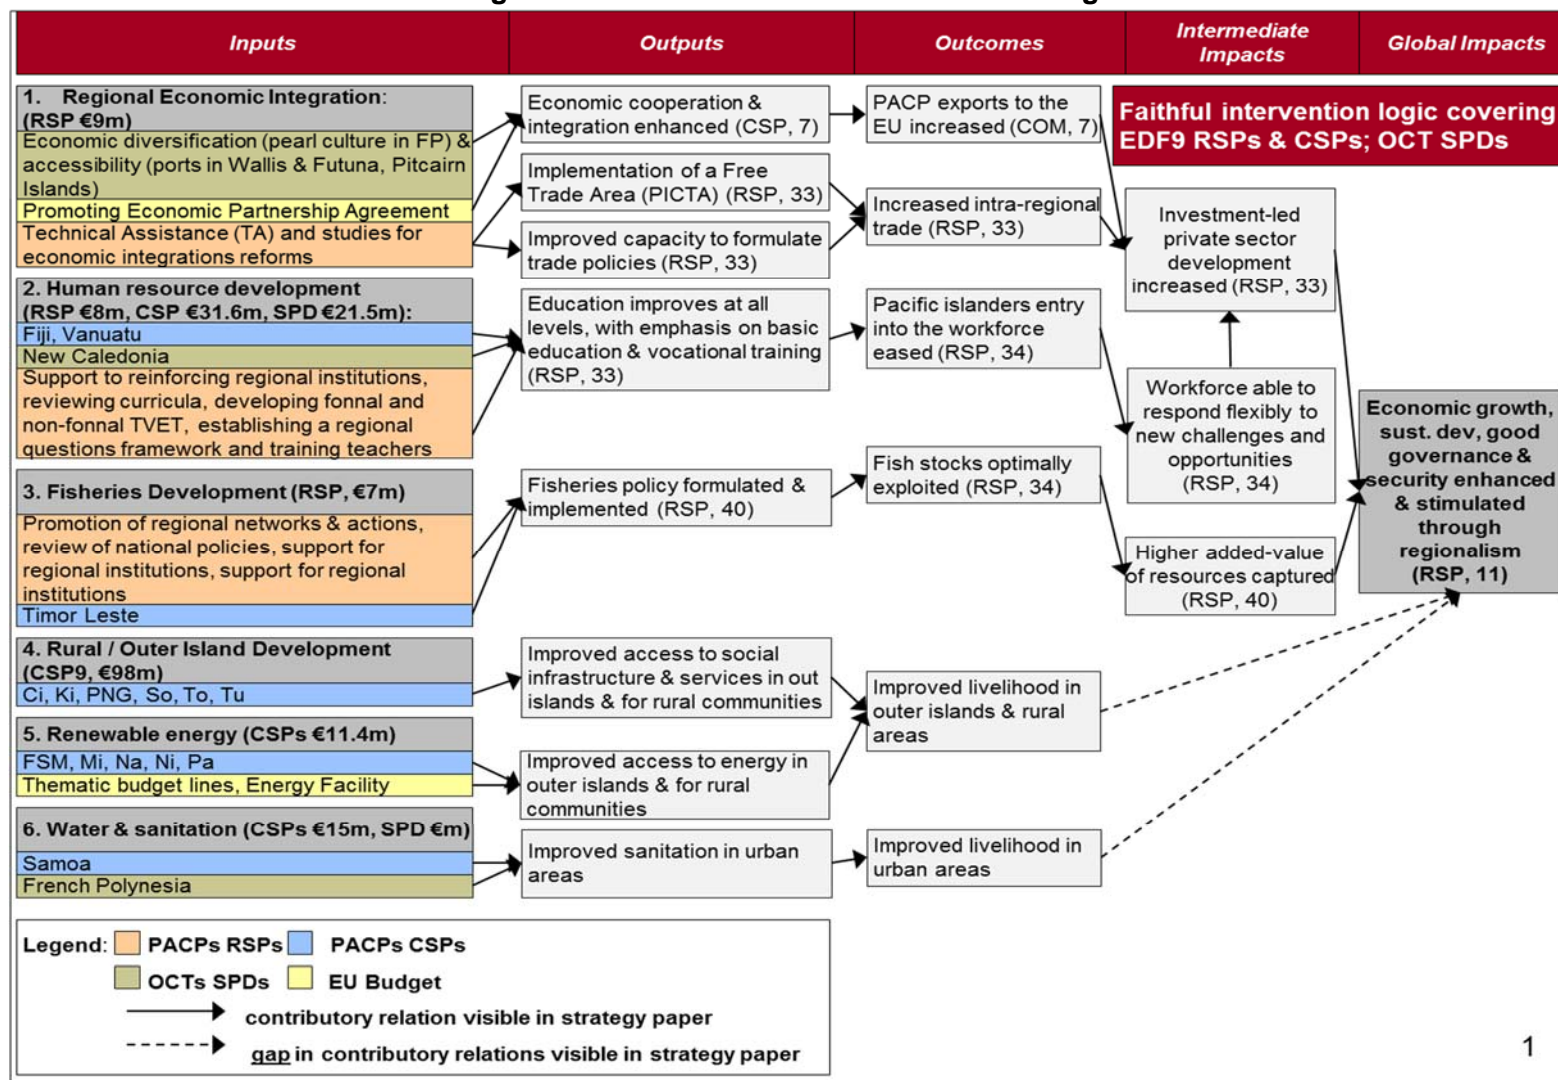 Inputs
Outputs
Outcomes
Intermediate
Impacts
Global Impacts
Faithful intervention logic covering
EDF9 RSPs & CSPs; OCT SPDs
1. Regional Economic Integration:
(RSP €9m)
Economic diversification (pearl culture in FP) &
accessibility (ports in Wallis & Futuna, Pitcairn
Islands)
Promoting Economic Partnership Agreement
Technical Assistance (TA) and studies for
economic integrations reforms
2. Human resource development
(RSP €8m, CSP €31.6m, SPD €21.5m):
Fiji, Vanuatu
New Caledonia
Support to reinforcing regional institutions,
reviewing curricula, developing fonnal and
non-fonnal TVET, establishing a regional
questions framework and training teachers
3. Fisheries Development (RSP, €7m)
Promotion of regional networks & actions,
review of national policies, support for
regional institutions, support for regional
institutions
Timor Leste
4. Rural / Outer Island Development
(CSP9, €98m)
Ci, Ki, PNG, So, To, Tu
5. Renewable energy (CSPs €11.4m)
FSM, Mi, Na, Ni, Pa
Thematic budget lines, Energy Facility
6. Water & sanitation (CSPs €15m, SPD €m)
Samoa
French Polynesia
Economic cooperation &
integration enhanced (CSP, 7)
Implementation of a Free
Trade Area (PICTA) (RSP, 33)
Improved capacity to formulate
trade policies (RSP, 33)
Education improves at all
levels, with emphasis on basic
education & vocational training
(RSP, 33)
Fisheries policy formulated &
implemented (RSP, 40)
Improved access to social
infrastructure & services in out
islands & for rural communities
Improved access to energy in
outer islands & for rural
communities
Improved sanitation in urban
areas
PACP exports to the
EU increased (COM, 7)
Increased intra-regional
trade (RSP, 33)
Pacific islanders entry
into the workforce
eased (RSP, 34)
Fish stocks optimally
exploited (RSP, 34)
Improved livelihood in
outer islands & rural
areas
Improved livelihood in
urban areas
Investment-led
private sector
development
increased (RSP, 33)
Workforce able to
respond flexibly to
new challenges and
opportunities
(RSP, 34)
Higher added-value
of resources captured
(RSP, 40)
Economic growth,
sust. dev, good
governance &
security enhanced
& stimulated
through
regionalism
(RSP, 11)
Legend: PACPs RSPs PACPs CSPs
OCTs SPDs EU Budget
contributory relation visible in strategy paper
gap in contributory relations visible in strategy paper
1